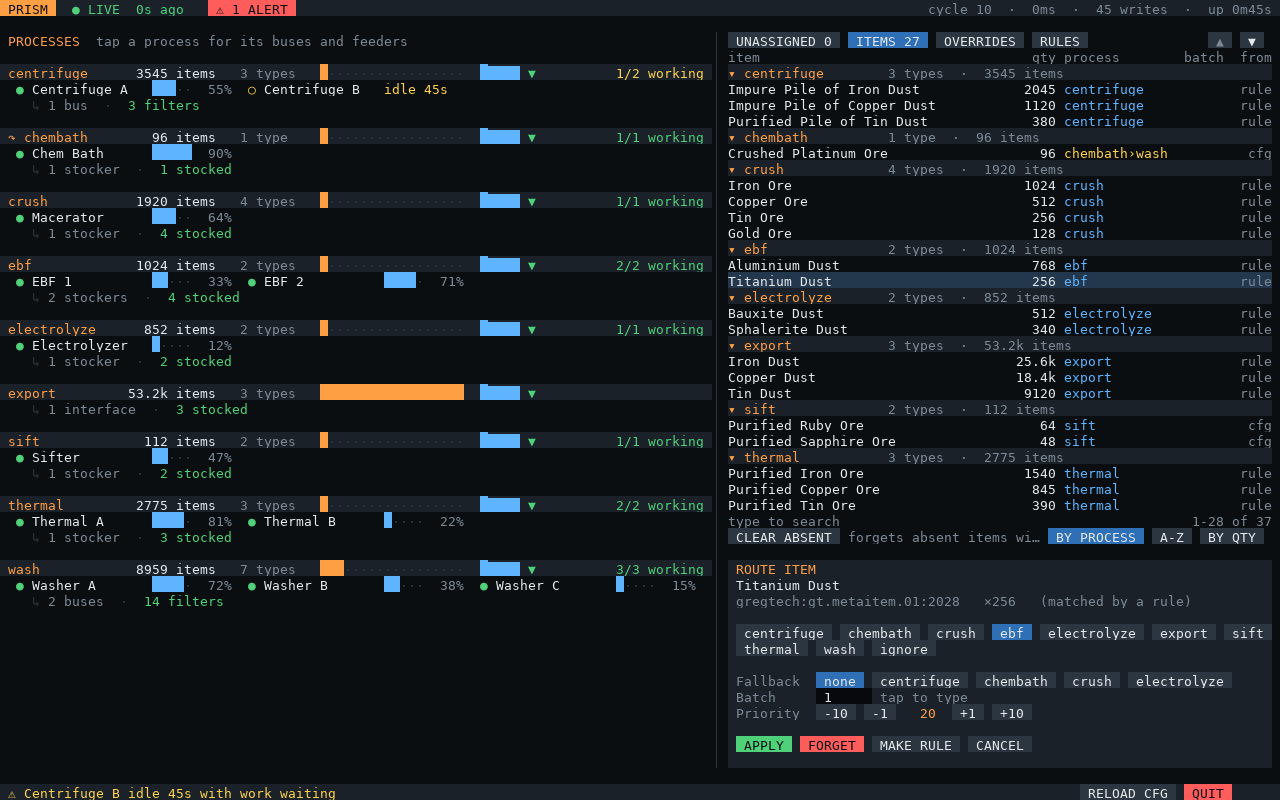 PRISM ● LIVE 0s ago ⚠ 1 ALERT cycle 10 · 0ms · 45 writes · up 0m45s
PROCESSES tap a process for its buses and feeders
centrifuge 3545 items 3 types ▼ 1/2 working
● Centrifuge A 55% ○ Centrifuge B idle 45s
↳ 1 bus · 3 filters
↷ chembath 96 items 1 type ▼ 1/1 working
● Chem Bath 90%
↳ 1 stocker · 1 stocked
crush 1920 items 4 types ▼ 1/1 working
● Macerator 64%
↳ 1 stocker · 4 stocked
ebf 1024 items 2 types ▼ 2/2 working
● EBF 1 33% ● EBF 2 71%
↳ 2 stockers · 4 stocked
electrolyze 852 items 2 types ▼ 1/1 working
● Electrolyzer 12%
↳ 1 stocker · 2 stocked
export 53.2k items 3 types ▼
↳ 1 interface · 3 stocked
sift 112 items 2 types ▼ 1/1 working
● Sifter 47%
↳ 1 stocker · 2 stocked
thermal 2775 items 3 types ▼ 2/2 working
● Thermal A 81% ● Thermal B 22%
↳ 1 stocker · 3 stocked
wash 8959 items 7 types ▼ 3/3 working
● Washer A 72% ● Washer B 38% ● Washer C 15%
↳ 2 buses · 14 filters
UNASSIGNED 0 ITEMS 27 OVERRIDES RULES ▲ ▼
item qty process batch from
▾ centrifuge 3 types · 3545 items
Impure Pile of Iron Dust 2045 centrifuge rule
Impure Pile of Copper Dust 1120 centrifuge rule
Purified Pile of Tin Dust 380 centrifuge rule
▾ chembath 1 type · 96 items
Crushed Platinum Ore 96 chembath›wash cfg
▾ crush 4 types · 1920 items
Iron Ore 1024 crush rule
Copper Ore 512 crush rule
Tin Ore 256 crush rule
Gold Ore 128 crush rule
▾ ebf 2 types · 1024 items
Aluminium Dust 768 ebf rule
Titanium Dust 256 ebf rule
▾ electrolyze 2 types · 852 items
Bauxite Dust 512 electrolyze rule
Sphalerite Dust 340 electrolyze rule
▾ export 3 types · 53.2k items
Iron Dust 25.6k export rule
Copper Dust 18.4k export rule
Tin Dust 9120 export rule
▾ sift 2 types · 112 items
Purified Ruby Ore 64 sift cfg
Purified Sapphire Ore 48 sift cfg
▾ thermal 3 types · 2775 items
Purified Iron Ore 1540 thermal rule
Purified Copper Ore 845 thermal rule
Purified Tin Ore 390 thermal rule
type to search 1-28 of 37
CLEAR ABSENT forgets absent items wi… BY PROCESS A-Z BY QTY
ROUTE ITEM
Titanium Dust
gregtech:gt.metaitem.01:2028 ×256 (matched by a rule)
centrifuge chembath crush ebf electrolyze export sift
thermal wash ignore
Fallback none centrifuge chembath crush electrolyze
Batch 1 tap to type
Priority -10 -1 20 +1 +10
APPLY FORGET MAKE RULE CANCEL
⚠ Centrifuge B idle 45s with work waiting RELOAD CFG QUIT